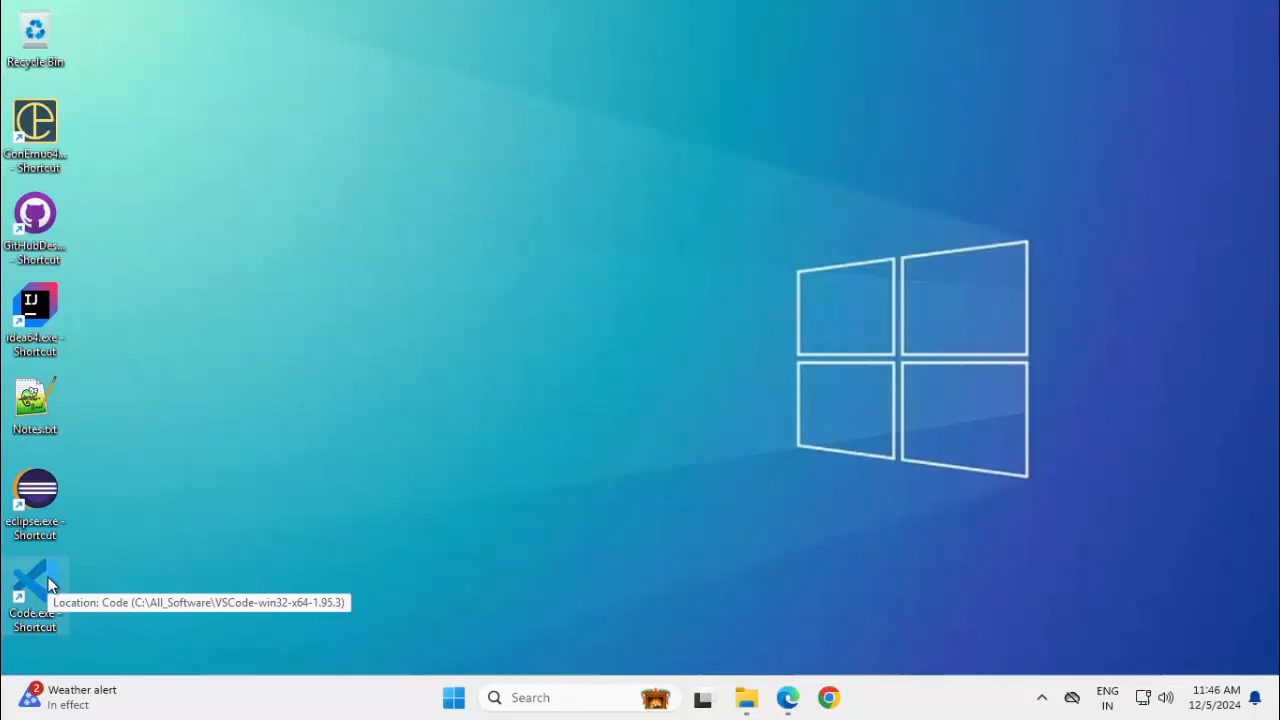 Recycle Bin
ConEmu64...
- Shortcut
GitHubDes...
- Shortcut
IJ
idea64.exe -
Shortcut
Notes.txt
eclipse.exe -
Shortcut
Location: Code (C:\All_Software\VSCode-win32-x64-1.95.3)
Code.exe -
Shortcut
2
Weather alert
In effect
Search
ENG
IN
11:46 AM
12/5/2024